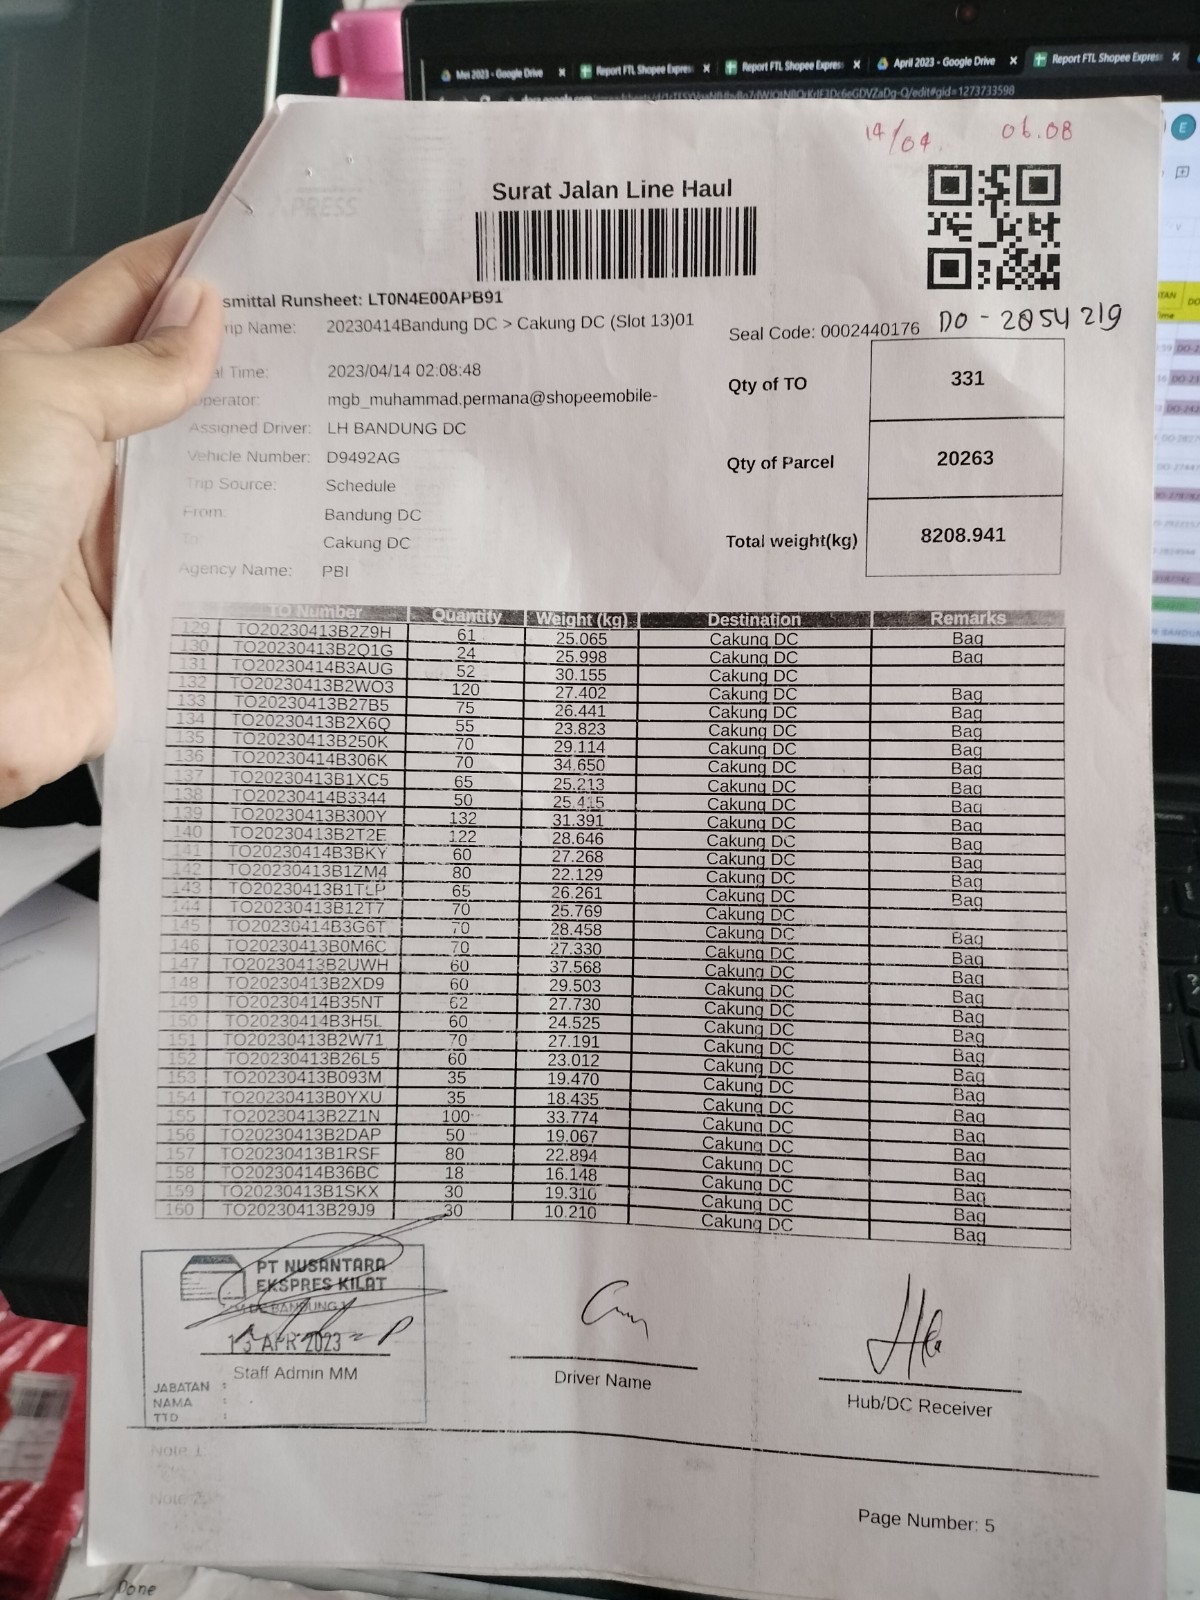 Mei 2023 - Google Drive
Report FTL Shopee Express
Report FTL Shopee Express
April 2023 - Google Drive
Report FTL Shopee Express
14/04. 06.08
Surat Jalan Line Haul
smittal Runsheet: LT0N4E00APB91
rip Name: 20230414Bandung DC > Cakung DC (Slot 13)01
Seal Code: 0002440176 DO - 2854219
al Time: 2023/04/14 02:08:48
Operator: mgb_muhammad.permana@shopeemobile-
Assigned Driver: LH BANDUNG DC
Vehicle Number: D9492AG
Trip Source: Schedule
From: Bandung DC
To: Cakung DC
Agency Name: PBI
Qty of TO 331
Qty of Parcel 20263
Total weight(kg) 8208.941
TO Number Quantity Weight (kg) Destination Remarks
129 TO20230413B2Z9H 61 25.065 Cakung DC Bag
130 TO20230413B2Q1G 24 25.998 Cakung DC Bag
131 TO20230414B3AUG 52 30.155 Cakung DC
132 TO20230413B2WO3 120 27.402 Cakung DC Bag
133 TO20230413B27B5 75 26.441 Cakung DC Bag
134 TO20230413B2X6Q 55 23.823 Cakung DC Bag
135 TO20230413B250K 70 29.114 Cakung DC Bag
136 TO20230414B306K 70 34.650 Cakung DC Bag
137 TO20230413B1XC5 65 25.213 Cakung DC Bag
138 TO20230414B3344 50 25.415 Cakung DC Bag
139 TO20230413B300Y 132 31.391 Cakung DC Bag
140 TO20230413B2T2E 122 28.646 Cakung DC Bag
141 TO20230414B3BKY 60 27.268 Cakung DC Bag
142 TO20230413B1ZM4 80 22.129 Cakung DC Bag
143 TO20230413B1TLP 65 26.261 Cakung DC Bag
144 TO20230413B12T7 70 25.769 Cakung DC
145 TO20230414B3G6T 70 28.458 Cakung DC Bag
146 TO20230413B0M6C 70 27.330 Cakung DC Bag
147 TO20230413B2UWH 60 37.568 Cakung DC Bag
148 TO20230413B2XD9 60 29.503 Cakung DC Bag
149 TO20230414B35NT 62 27.730 Cakung DC Bag
150 TO20230414B3H5L 60 24.525 Cakung DC Bag
151 TO20230413B2W71 70 27.191 Cakung DC Bag
152 TO20230413B26L5 60 23.012 Cakung DC Bag
153 TO20230413B093M 35 19.470 Cakung DC Bag
154 TO20230413B0YXU 35 18.435 Cakung DC Bag
155 TO20230413B2Z1N 100 33.774 Cakung DC Bag
156 TO20230413B2DAP 50 19.067 Cakung DC Bag
157 TO20230413B1RSF 80 22.894 Cakung DC Bag
158 TO20230414B36BC 18 16.148 Cakung DC Bag
159 TO20230413B1SKX 30 19.310 Cakung DC Bag
160 TO20230413B29J9 30 10.210 Cakung DC Bag
PT NUSANTARA
EKSPRES KILAT
BANDUNG
13 APR 2023
Staff Admin MM
Driver Name
Hub/DC Receiver
JABATAN :
NAMA :
TTD :
Note 1:
Note 2:
Page Number: 5
Done